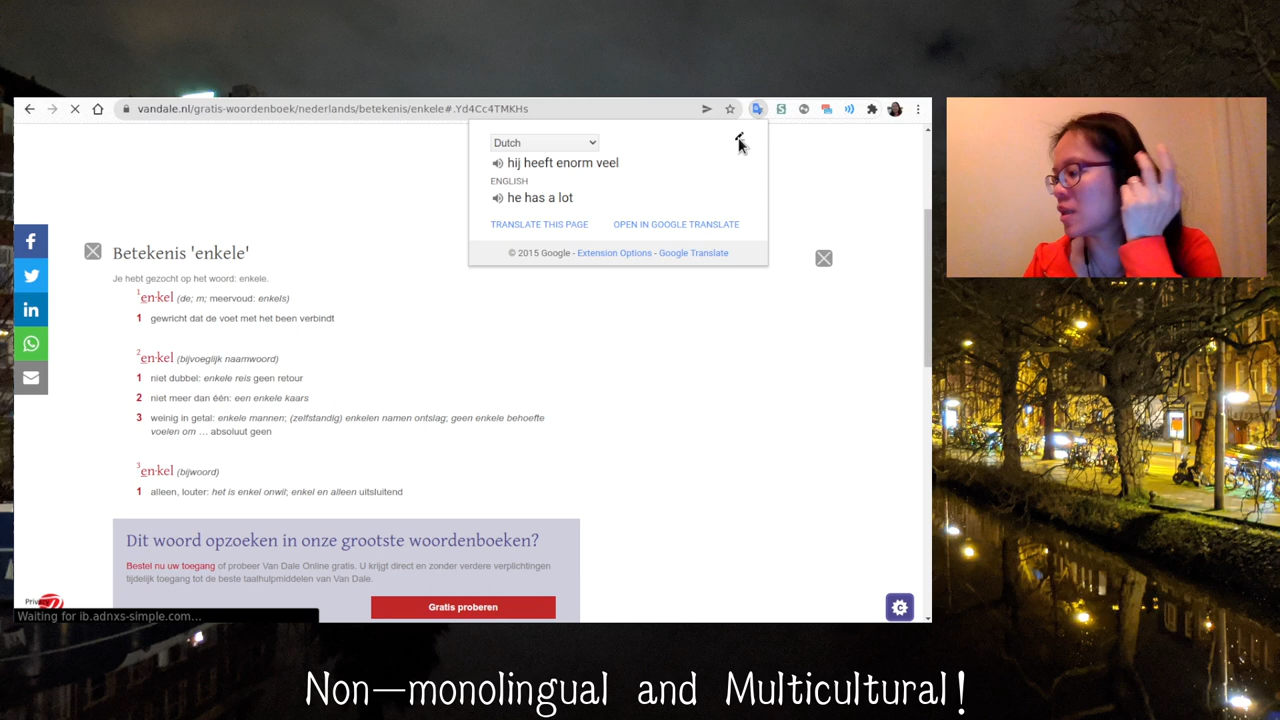 vandale.nl/gratis-woordenboek/nederlands/betekenis/enkele#.Yd4Cc4TMKHs
Dutch
hij heeft enorm veel
ENGLISH
he has a lot
TRANSLATE THIS PAGE OPEN IN GOOGLE TRANSLATE
© 2015 Google - Extension Options - Google Translate
Betekenis 'enkele'
Je hebt gezocht op het woord: enkele.
1en·kel (de; m; meervoud: enkels)
1 gewricht dat de voet met het been verbindt
2en·kel (bijvoeglijk naamwoord)
1 niet dubbel: enkele reis geen retour
2 niet meer dan één: een enkele kaars
3 weinig in getal: enkele mannen; (zelfstandig) enkelen namen ontslag; geen enkele behoefte
voelen om … absoluut geen
3en·kel (bijwoord)
1 alleen, louter: het is enkel onwil; enkel en alleen uitsluitend
Dit woord opzoeken in onze grootste woordenboeken?
Bestel nu uw toegang of probeer Van Dale Online gratis. U krijgt direct en zonder verdere verplichtingen
tijdelijk toegang tot de beste taalhulpmiddelen van Van Dale.
Gratis proberen
Waiting for ib.adnxs-simple.com...
Non-monolingual and Multicultural!